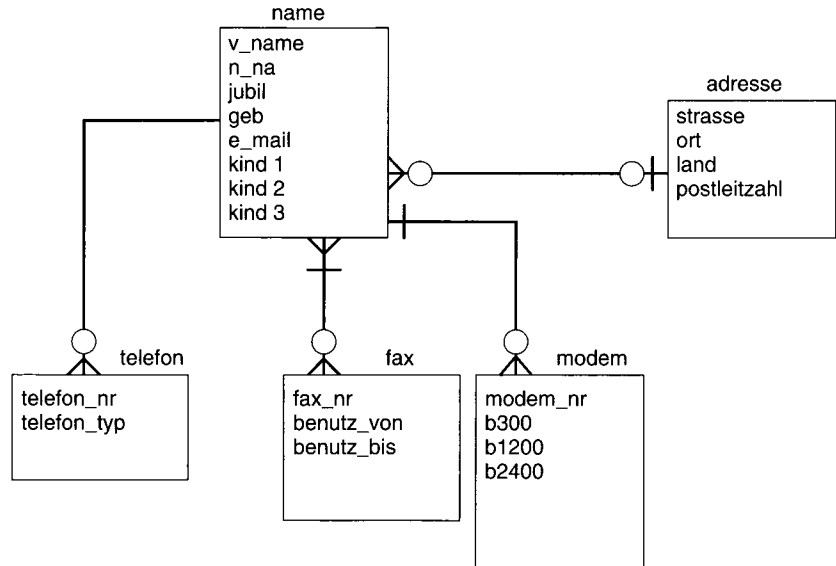 name
v_name
n_na
jubil
geb
e_mail
kind 1
kind 2
kind 3
adresse
strasse
ort
land
postleitzahl
telefon
telefon_nr
telefon_typ
fax
fax_nr
benutz_von
benutz_bis
modem
modem_nr
b300
b1200
b2400